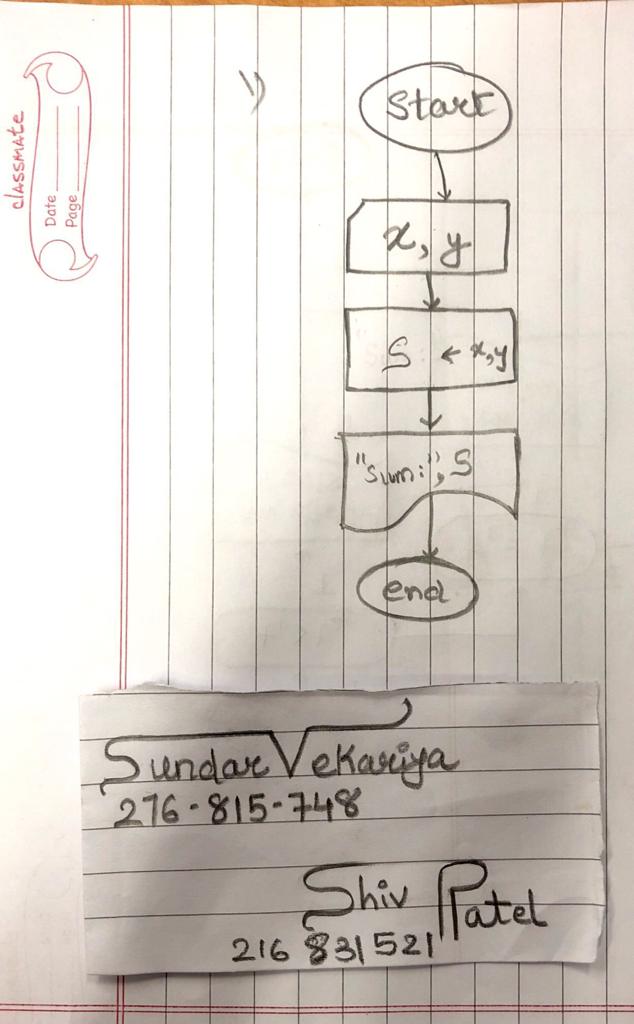 classmate
Date
Page
1)
Start
x, y
S ← x,y
"Sum:", S
end
Sundar Vekariya
276-815-748
Shiv Patel
216 831521